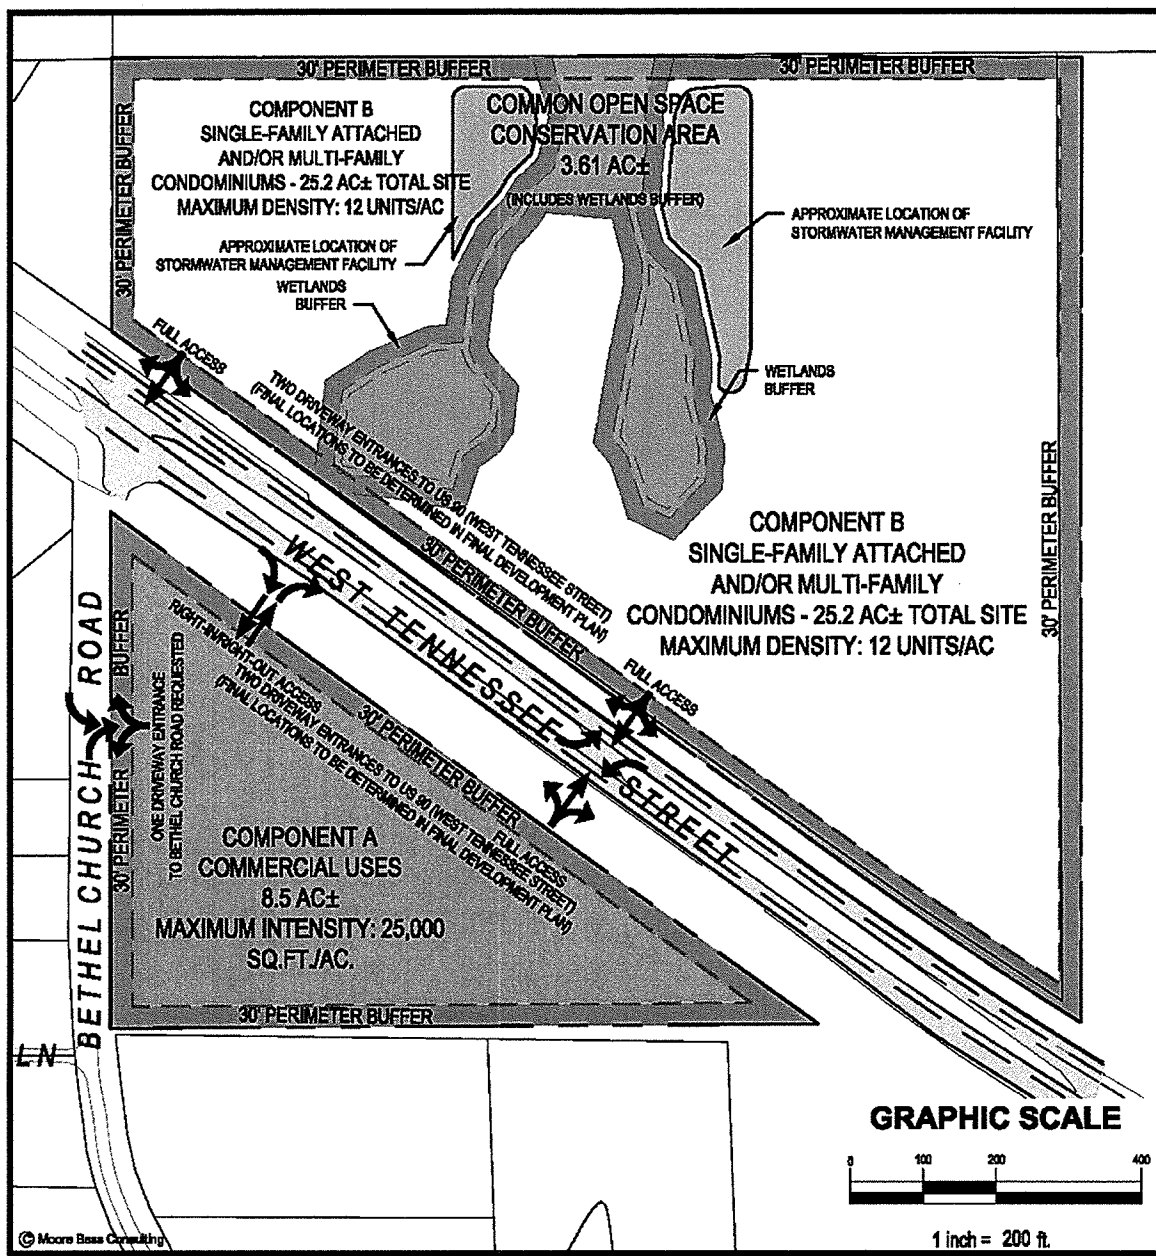 30' PERIMETER BUFFER
30' PERIMETER BUFFER
30' PERIMETER BUFFER
30' PERIMETER BUFFER
COMPONENT B
SINGLE-FAMILY ATTACHED
AND/OR MULTI-FAMILY
CONDOMINIUMS - 25.2 AC± TOTAL SITE
MAXIMUM DENSITY: 12 UNITS/AC
COMMON OPEN SPACE
CONSERVATION AREA
3.61 AC±
(INCLUDES WETLANDS BUFFER)
APPROXIMATE LOCATION OF
STORMWATER MANAGEMENT FACILITY
APPROXIMATE LOCATION OF
STORMWATER MANAGEMENT FACILITY
WETLANDS
BUFFER
FULL ACCESS
WETLANDS
BUFFER
TWO DRIVEWAY ENTRANCES TO US 90 (WEST TENNESSEE STREET)
(FINAL LOCATIONS TO BE DETERMINED IN FINAL DEVELOPMENT PLAN)
30' PERIMETER BUFFER
30' PERIMETER BUFFER
COMPONENT B
SINGLE-FAMILY ATTACHED
AND/OR MULTI-FAMILY
CONDOMINIUMS - 25.2 AC± TOTAL SITE
MAXIMUM DENSITY: 12 UNITS/AC
FULL ACCESS
WEST TENNESSEE STREET
BETHEL CHURCH ROAD
30' PERIMETER BUFFER
ONE DRIVEWAY ENTRANCE
TO BETHEL CHURCH ROAD REQUESTED
30' PERIMETER BUFFER
RIGHT-IN/RIGHT-OUT ACCESS
TWO DRIVEWAY ENTRANCES TO US 90 (WEST TENNESSEE STREET)
(FINAL LOCATIONS TO BE DETERMINED IN FINAL DEVELOPMENT PLAN)
FULL ACCESS
COMPONENT A
COMMERCIAL USES
8.5 AC±
MAXIMUM INTENSITY: 25,000
SQ.FT./AC.
30' PERIMETER BUFFER
LN
GRAPHIC SCALE
0 100 200 400
1 inch = 200 ft.
© Moore Bass Consulting